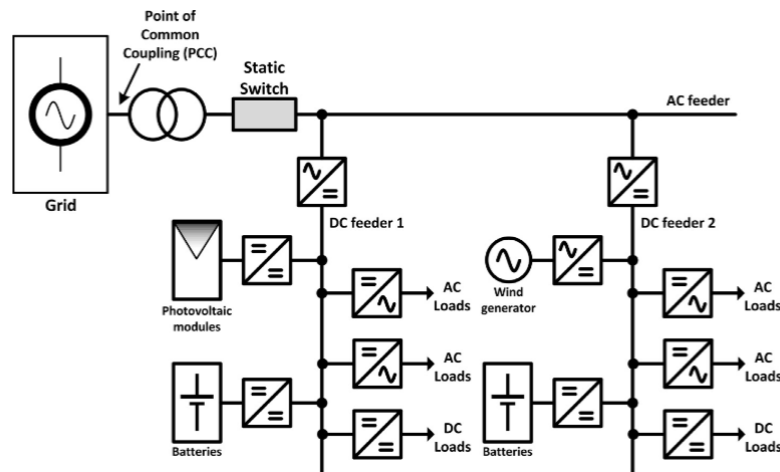 Point of
Common
Coupling (PCC)
Static
Switch
AC feeder
Grid
DC feeder 1
DC feeder 2
Photovoltaic
modules
AC
Loads
Wind
generator
AC
Loads
AC
Loads
AC
Loads
Batteries
DC
Loads
Batteries
DC
Loads